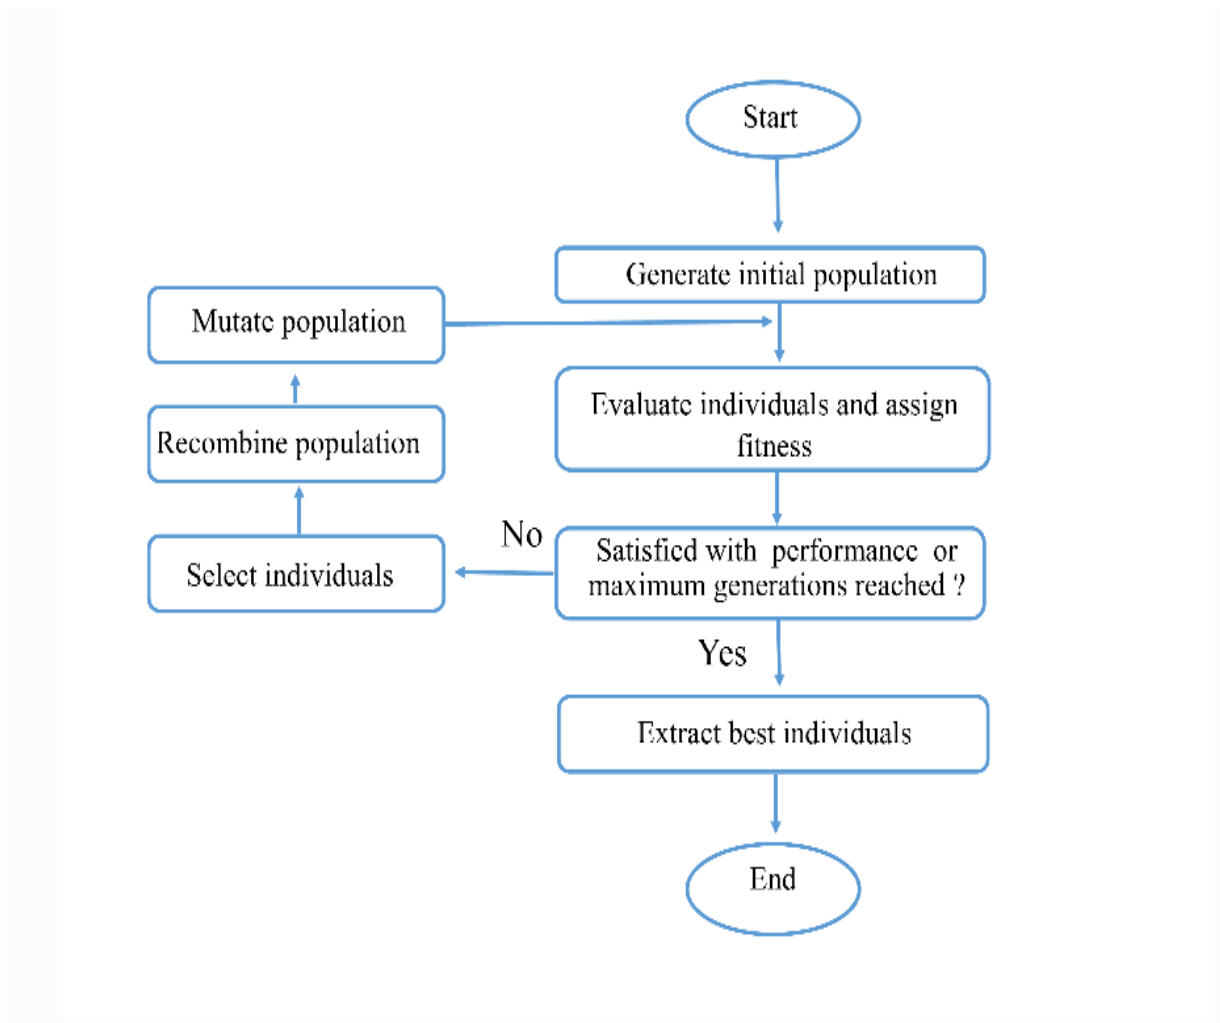 Start
Generate initial population
Mutate population
Evaluate individuals and assign
fitness
Recombine population
No
Satisfied with performance or
maximum generations reached ?
Select individuals
Yes
Extract best individuals
End